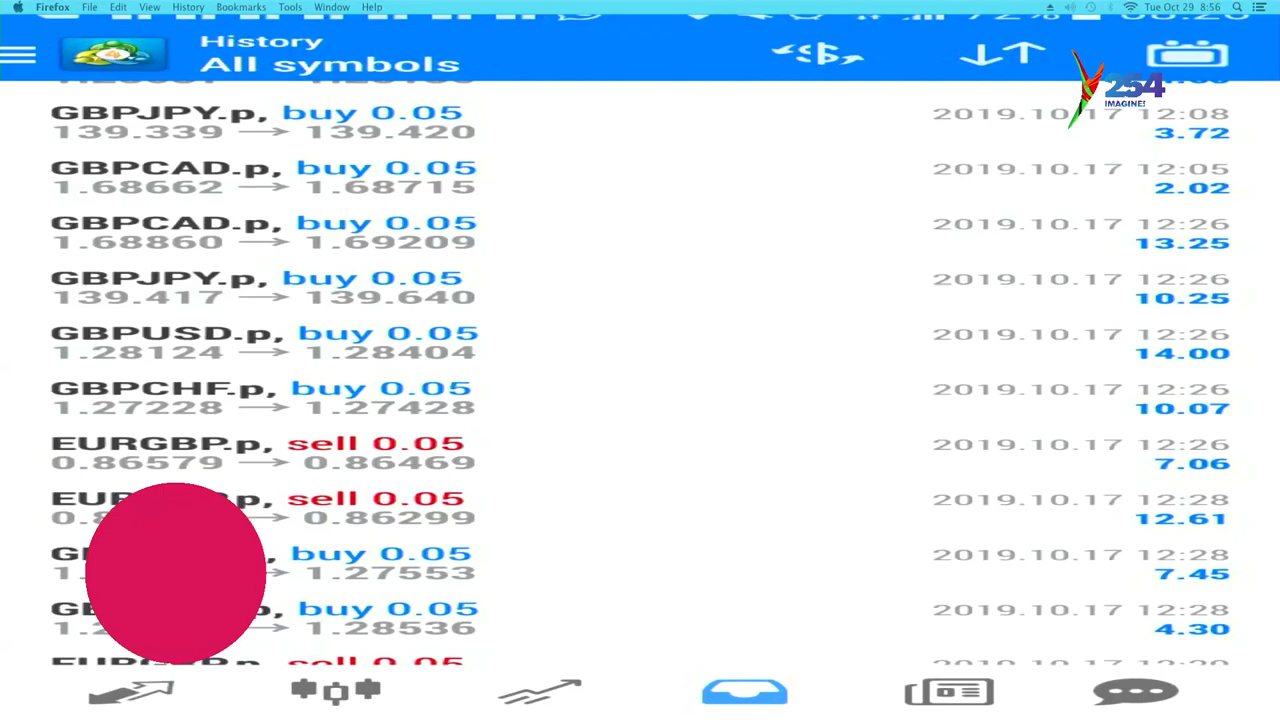 Firefox File Edit View History Bookmarks Tools Window Help Tue Oct 29 8:56
History
All symbols
254
IMAGINE!
GBPJPY.p, buy 0.05 2019.10.17 12:08
139.339 → 139.420 3.72
GBPCAD.p, buy 0.05 2019.10.17 12:05
1.68662 → 1.68715 2.02
GBPCAD.p, buy 0.05 2019.10.17 12:26
1.68860 → 1.69209 13.25
GBPJPY.p, buy 0.05 2019.10.17 12:26
139.417 → 139.640 10.25
GBPUSD.p, buy 0.05 2019.10.17 12:26
1.28124 → 1.28404 14.00
GBPCHF.p, buy 0.05 2019.10.17 12:26
1.27228 → 1.27428 10.07
EURGBP.p, sell 0.05 2019.10.17 12:26
0.86579 → 0.86469 7.06
p, sell 0.05 2019.10.17 12:28
→ 0.86299 12.61
buy 0.05 2019.10.17 12:28
→ 1.27553 7.45
buy 0.05 2019.10.17 12:28
→ 1.28536 4.30
sell 0.05